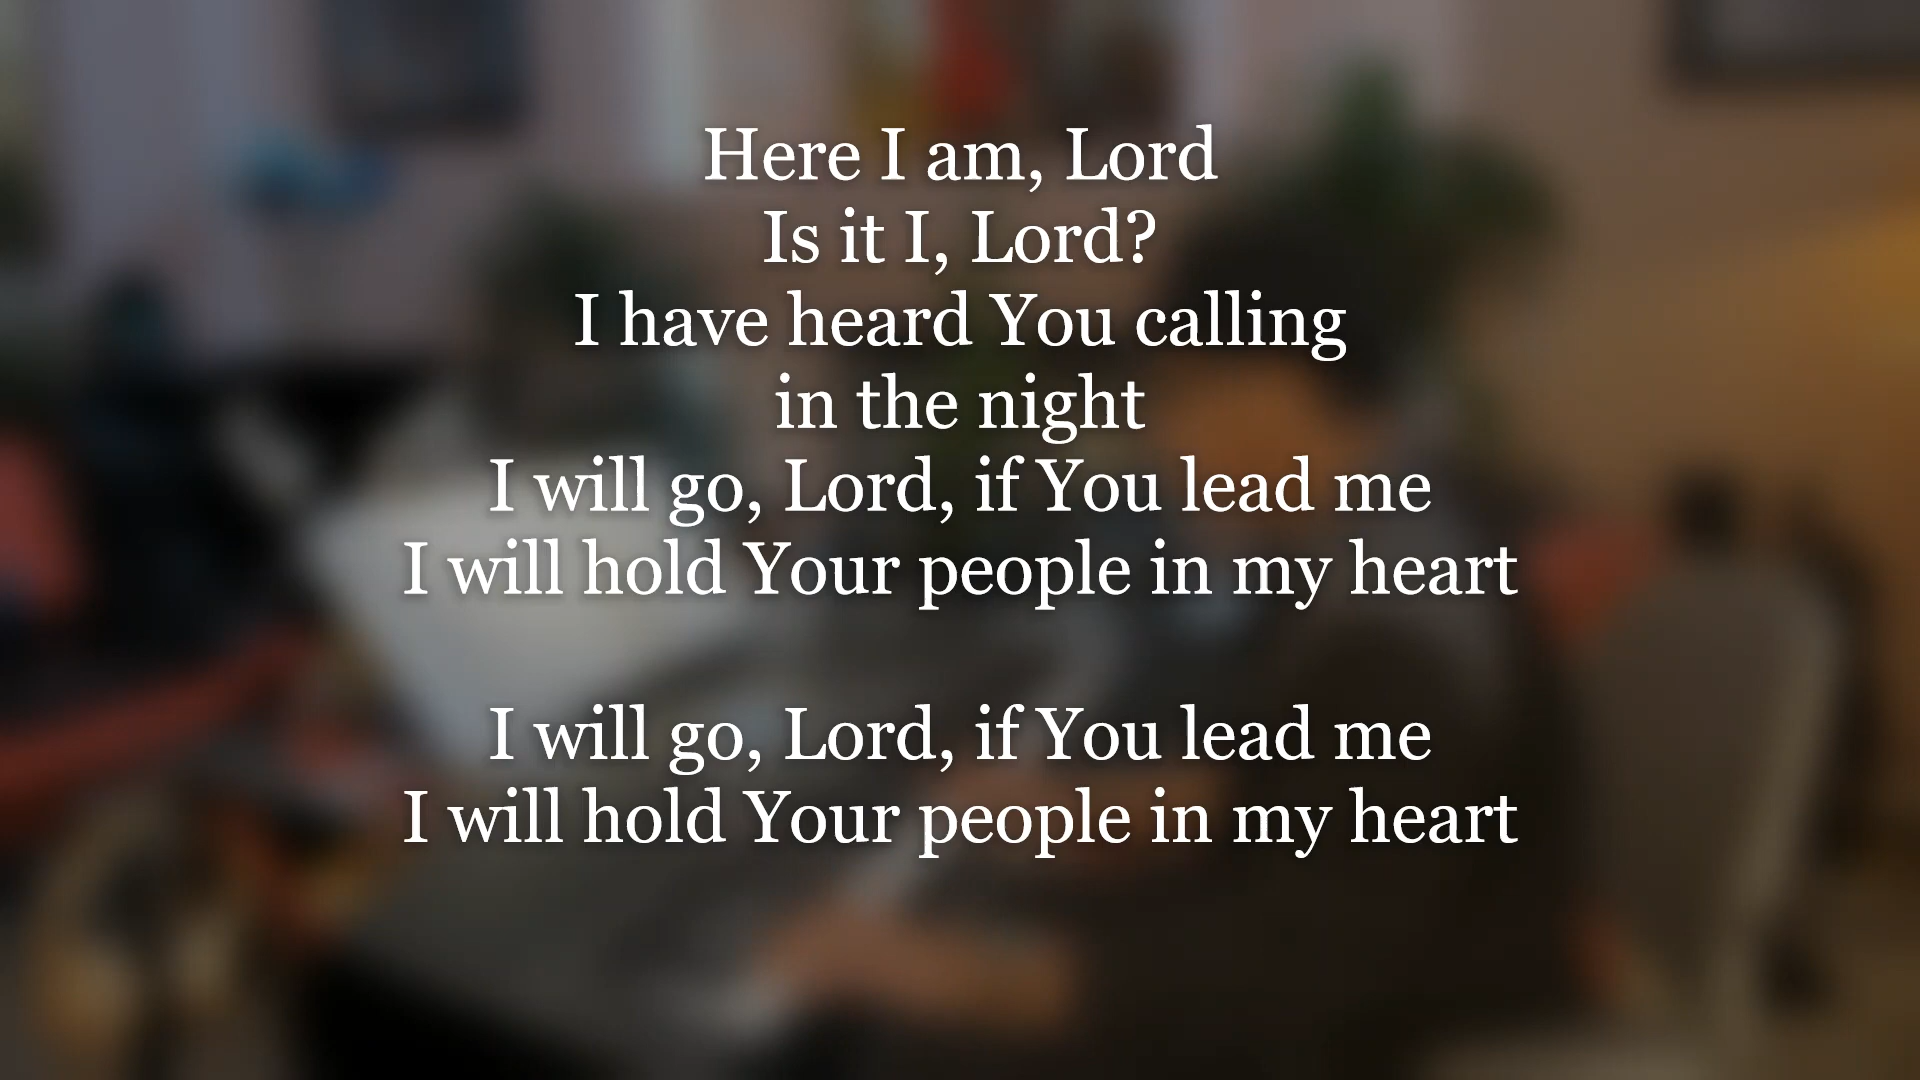 Here I am, Lord
Is it I, Lord?
I have heard You calling
in the night
I will go, Lord, if You lead me
I will hold Your people in my heart
I will go, Lord, if You lead me
I will hold Your people in my heart